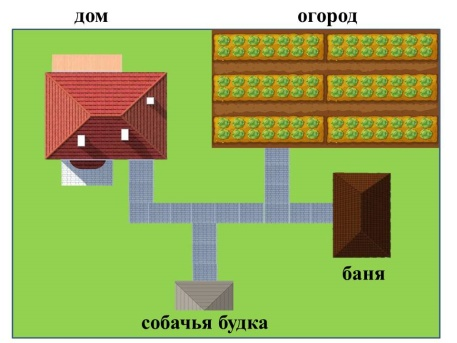 дом
огород
баня
собачья будка